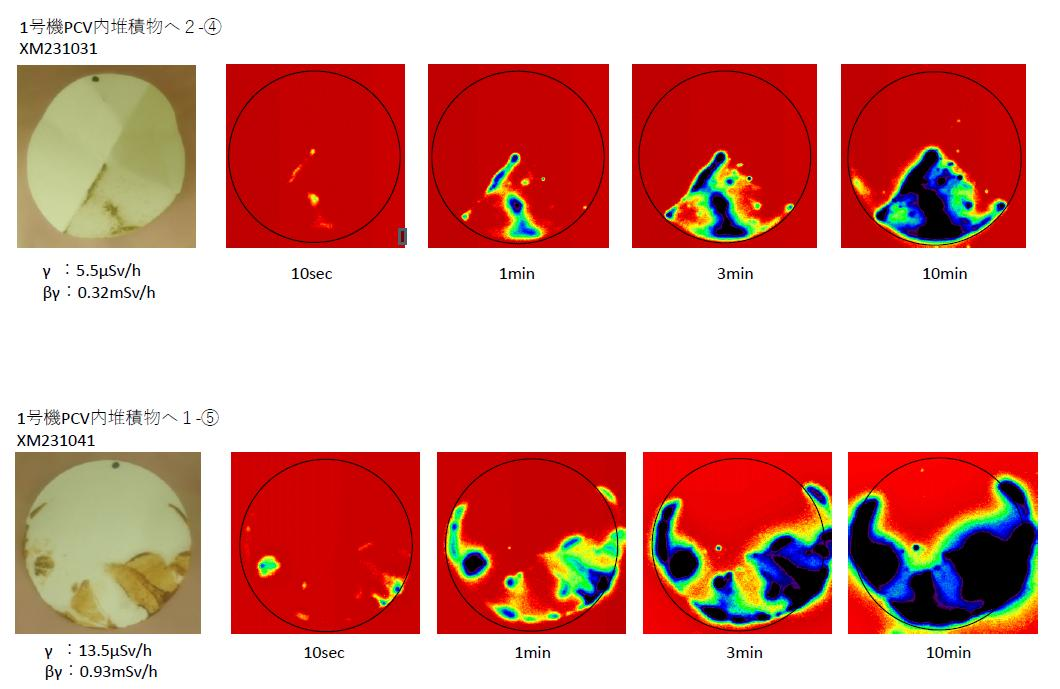 1号機PCV内堆積物へ２-④
XM231031
10sec
1min
3min
10min
γ ：5.5μSv/h
βγ：0.32mSv/h
1号機PCV内堆積物へ１-⑤
XM231041
10sec
1min
3min
10min
γ ：13.5μSv/h
βγ：0.93mSv/h